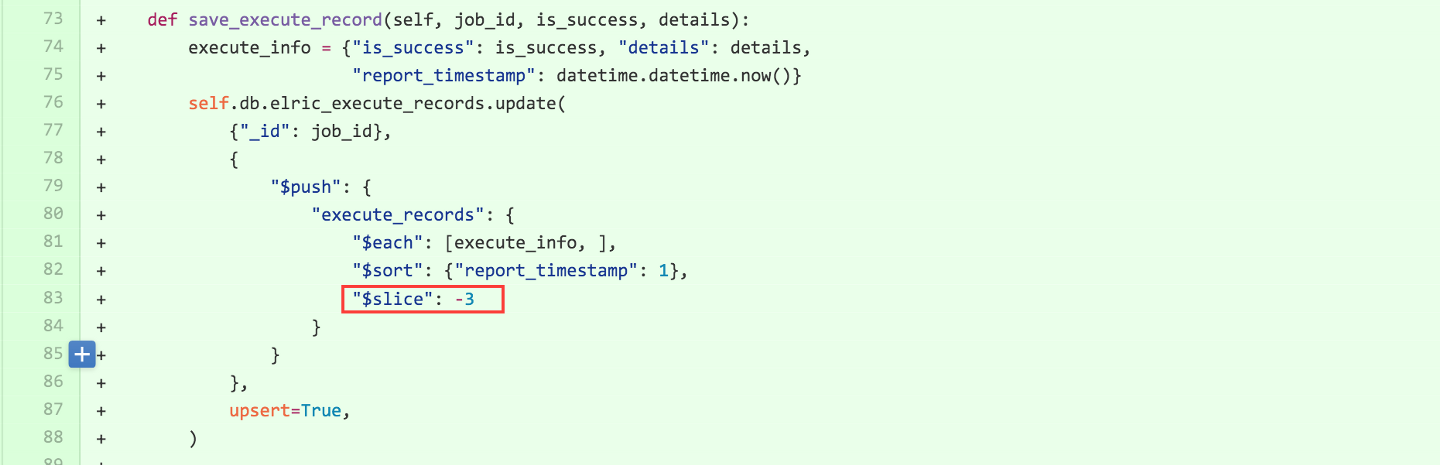 73 + def save_execute_record(self, job_id, is_success, details):
74 + execute_info = {"is_success": is_success, "details": details,
75 + "report_timestamp": datetime.datetime.now()}
76 + self.db.elric_execute_records.update(
77 + {"_id": job_id},
78 + {
79 + "$push": {
80 + "execute_records": {
81 + "$each": [execute_info, ],
82 + "$sort": {"report_timestamp": 1},
83 + "$slice": -3
84 + }
85 + + }
86 + },
87 + upsert=True,
88 + )
89 +